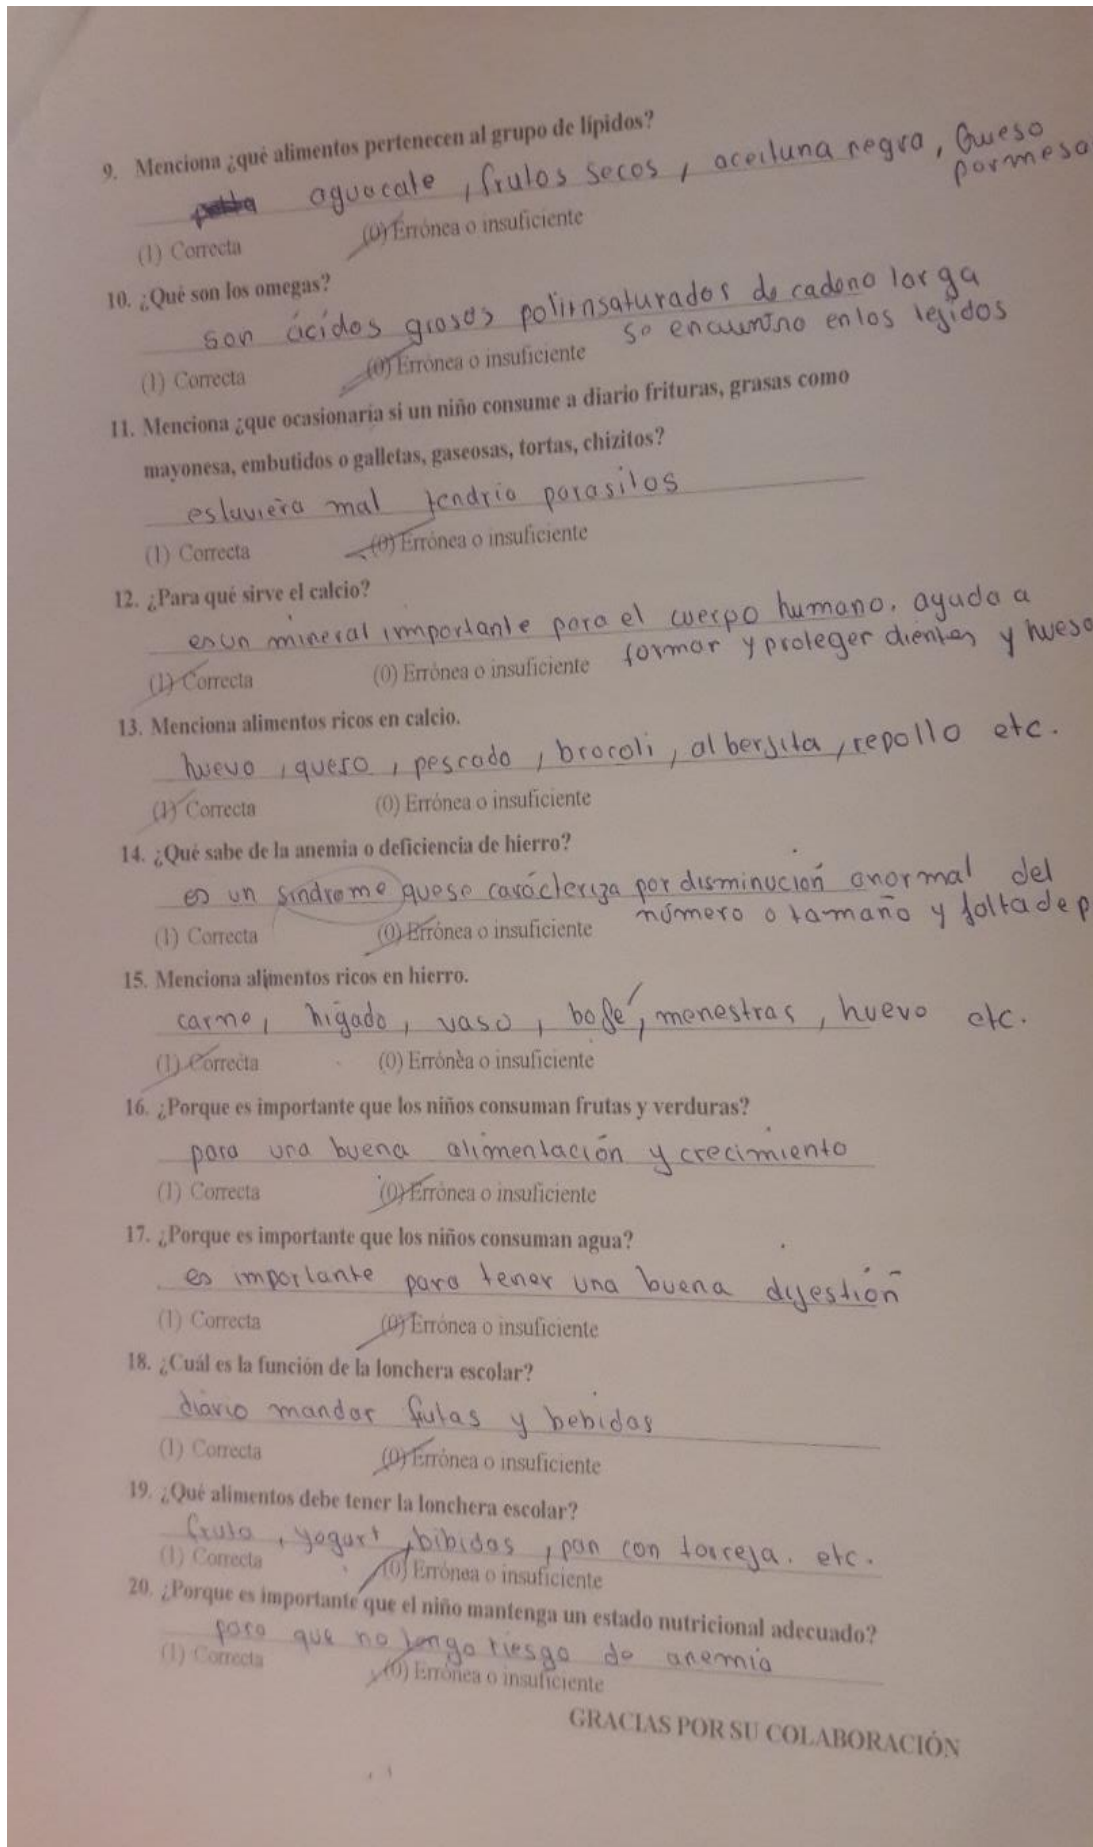 9. Menciona ¿qué alimentos pertenecen al grupo de lípidos?
aguacate, frutos secos, aceituna negra, Queso
parmesa
(1) Correcta (0) Errónea o insuficiente
10. ¿Qué son los omegas?
son ácidos grasos poliinsaturados de cadena larga
se encuentra en los tejidos
(1) Correcta (0) Errónea o insuficiente
11. Menciona ¿que ocasionaría si un niño consume a diario frituras, grasas como
mayonesa, embutidos o galletas, gaseosas, tortas, chizitos?
estuviera mal tendria parasitos
(1) Correcta (0) Errónea o insuficiente
12. ¿Para qué sirve el calcio?
es un mineral importante para el cuerpo humano. ayuda a
formar y proteger dientes y hueso
(1) Correcta (0) Errónea o insuficiente
13. Menciona alimentos ricos en calcio.
huevo, queso, pescado, brocoli, alberjita, repollo etc.
(1) Correcta (0) Errónea o insuficiente
14. ¿Qué sabe de la anemia o deficiencia de hierro?
es un sindrome que se carácteriza por disminución anormal del
número o tamaño y falta de p
(1) Correcta (0) Errónea o insuficiente
15. Menciona alimentos ricos en hierro.
carne, higado, vaso, bofe, menestras, huevo etc.
(1) Correcta (0) Errónea o insuficiente
16. ¿Porque es importante que los niños consuman frutas y verduras?
para una buena alimentación y crecimiento
(1) Correcta (0) Errónea o insuficiente
17. ¿Porque es importante que los niños consuman agua?
es importante para tener una buena digestión
(1) Correcta (0) Errónea o insuficiente
18. ¿Cuál es la función de la lonchera escolar?
diario mandar frutas y bebidas
(1) Correcta (0) Errónea o insuficiente
19. ¿Qué alimentos debe tener la lonchera escolar?
fruta, yogurt, bibidas, pan con torreja. etc.
(1) Correcta (0) Errónea o insuficiente
20. ¿Porque es importante que el niño mantenga un estado nutricional adecuado?
para que no tenga riesgo de anemia
(1) Correcta (0) Errónea o insuficiente
GRACIAS POR SU COLABORACIÓN